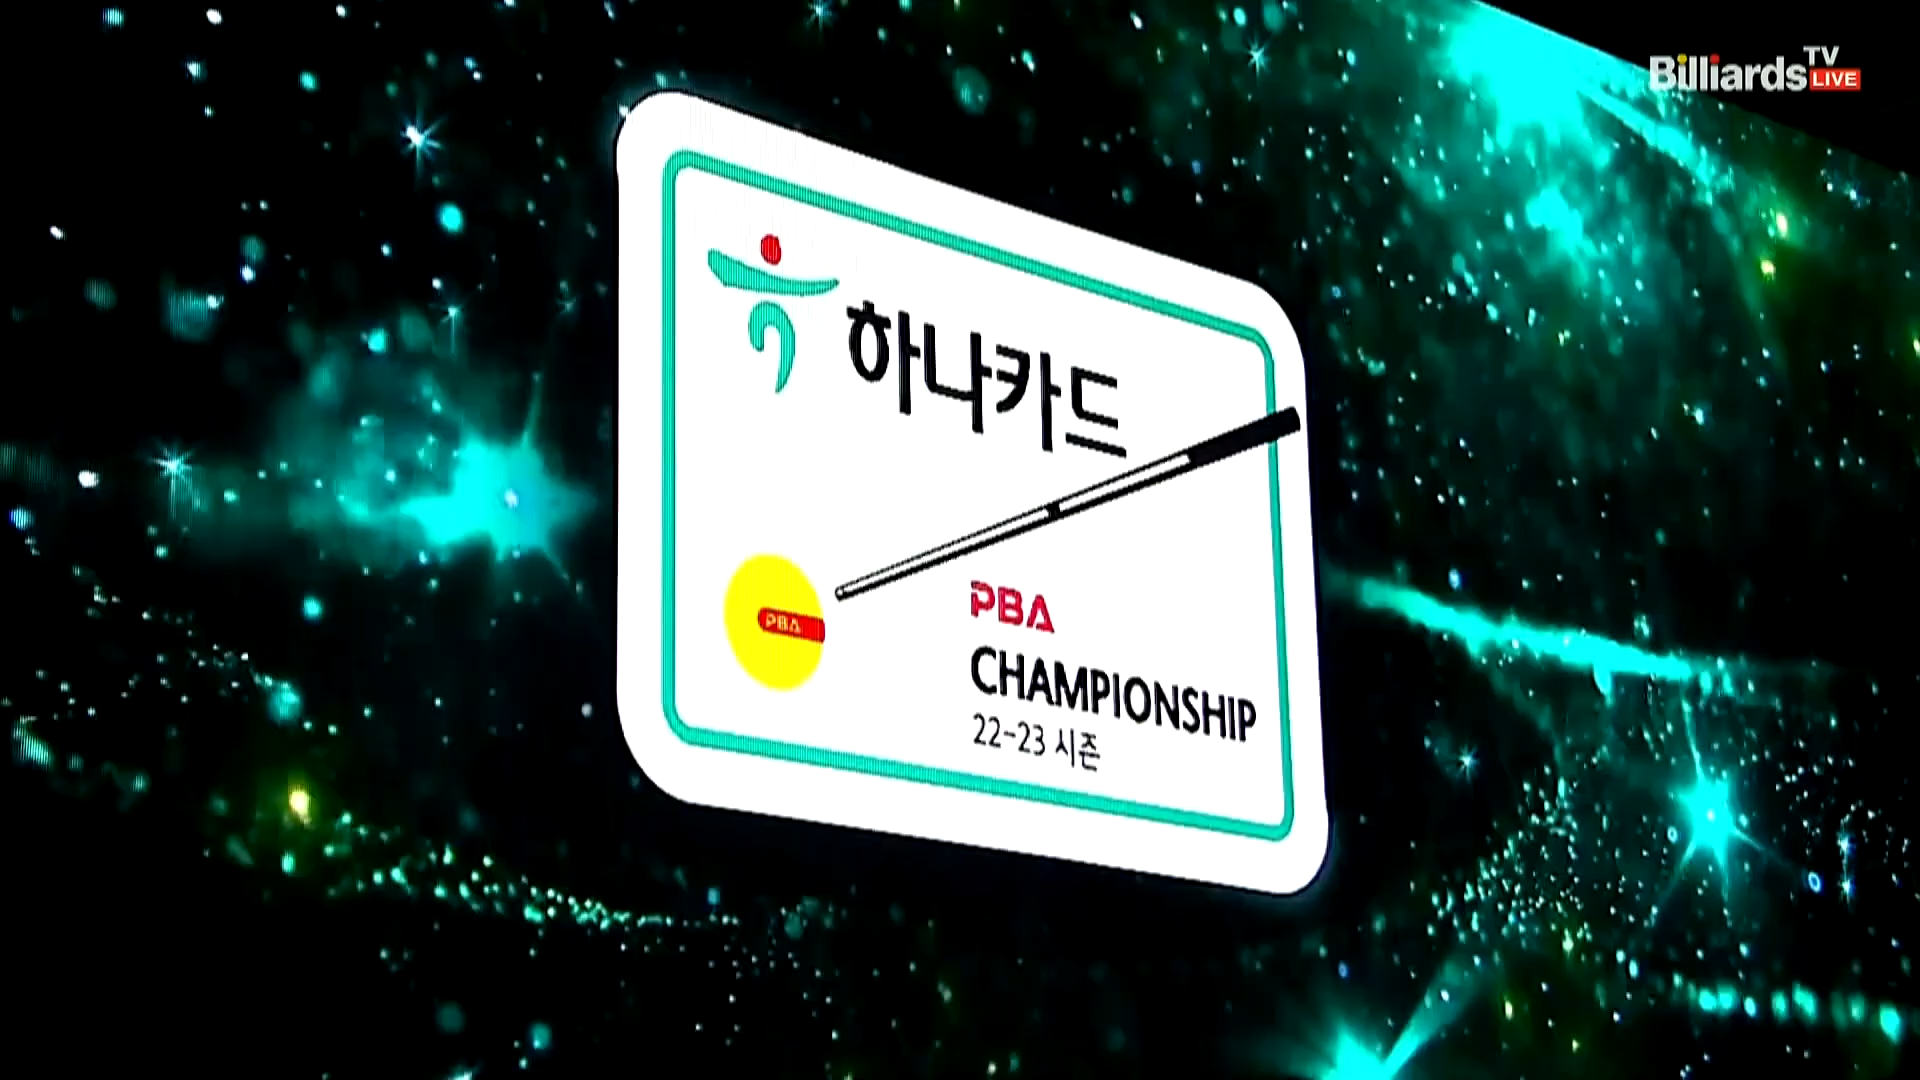 Billiards TV
LIVE
하나카드
PBA
PBA
CHAMPIONSHIP
22-23 시즌